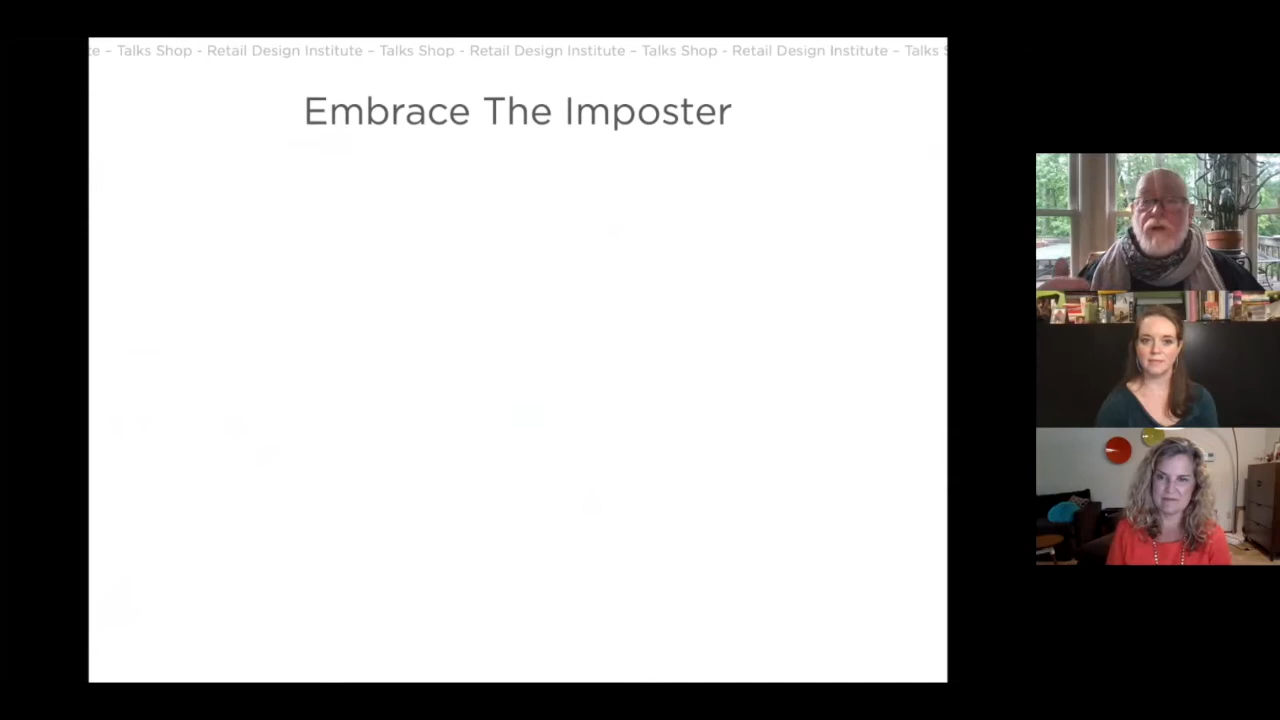 te – Talks Shop - Retail Design Institute – Talks Shop - Retail Design Institute – Talks Shop - Retail Design Institute – Talks S
Embrace The Imposter